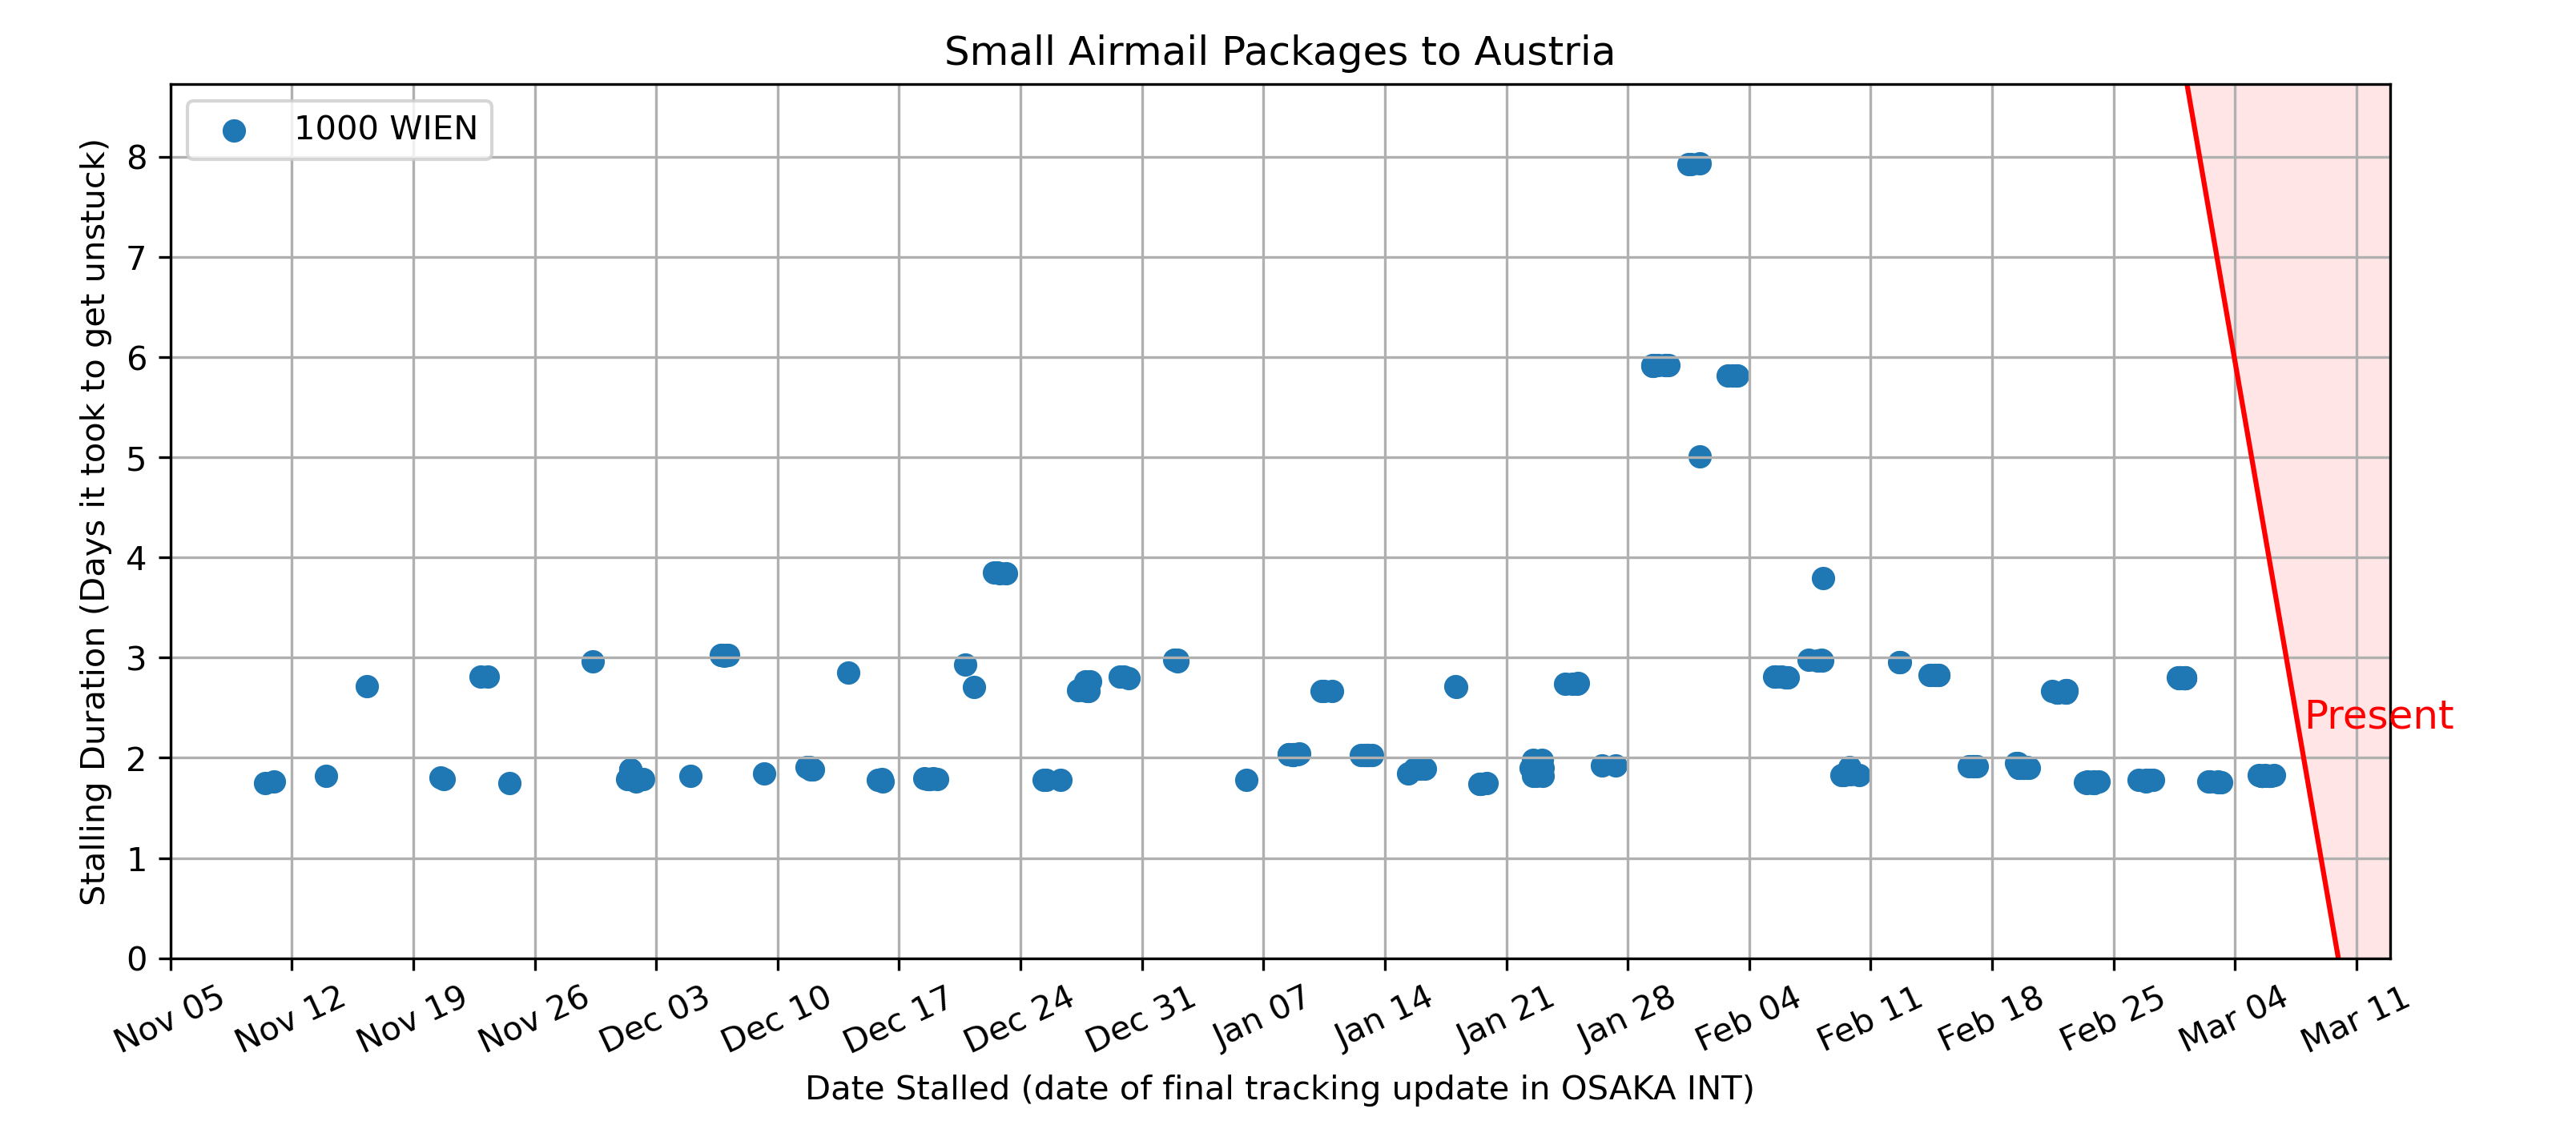 Small Airmail Packages to Austria
1000 WIEN
Stalling Duration (Days it took to get unstuck)
8
7
6
5
4
3
2
1
0
Present
Nov 05
Nov 12
Nov 19
Nov 26
Dec 03
Dec 10
Dec 17
Dec 24
Dec 31
Jan 07
Jan 14
Jan 21
Jan 28
Feb 04
Feb 11
Feb 18
Feb 25
Mar 04
Mar 11
Date Stalled (date of final tracking update in OSAKA INT)